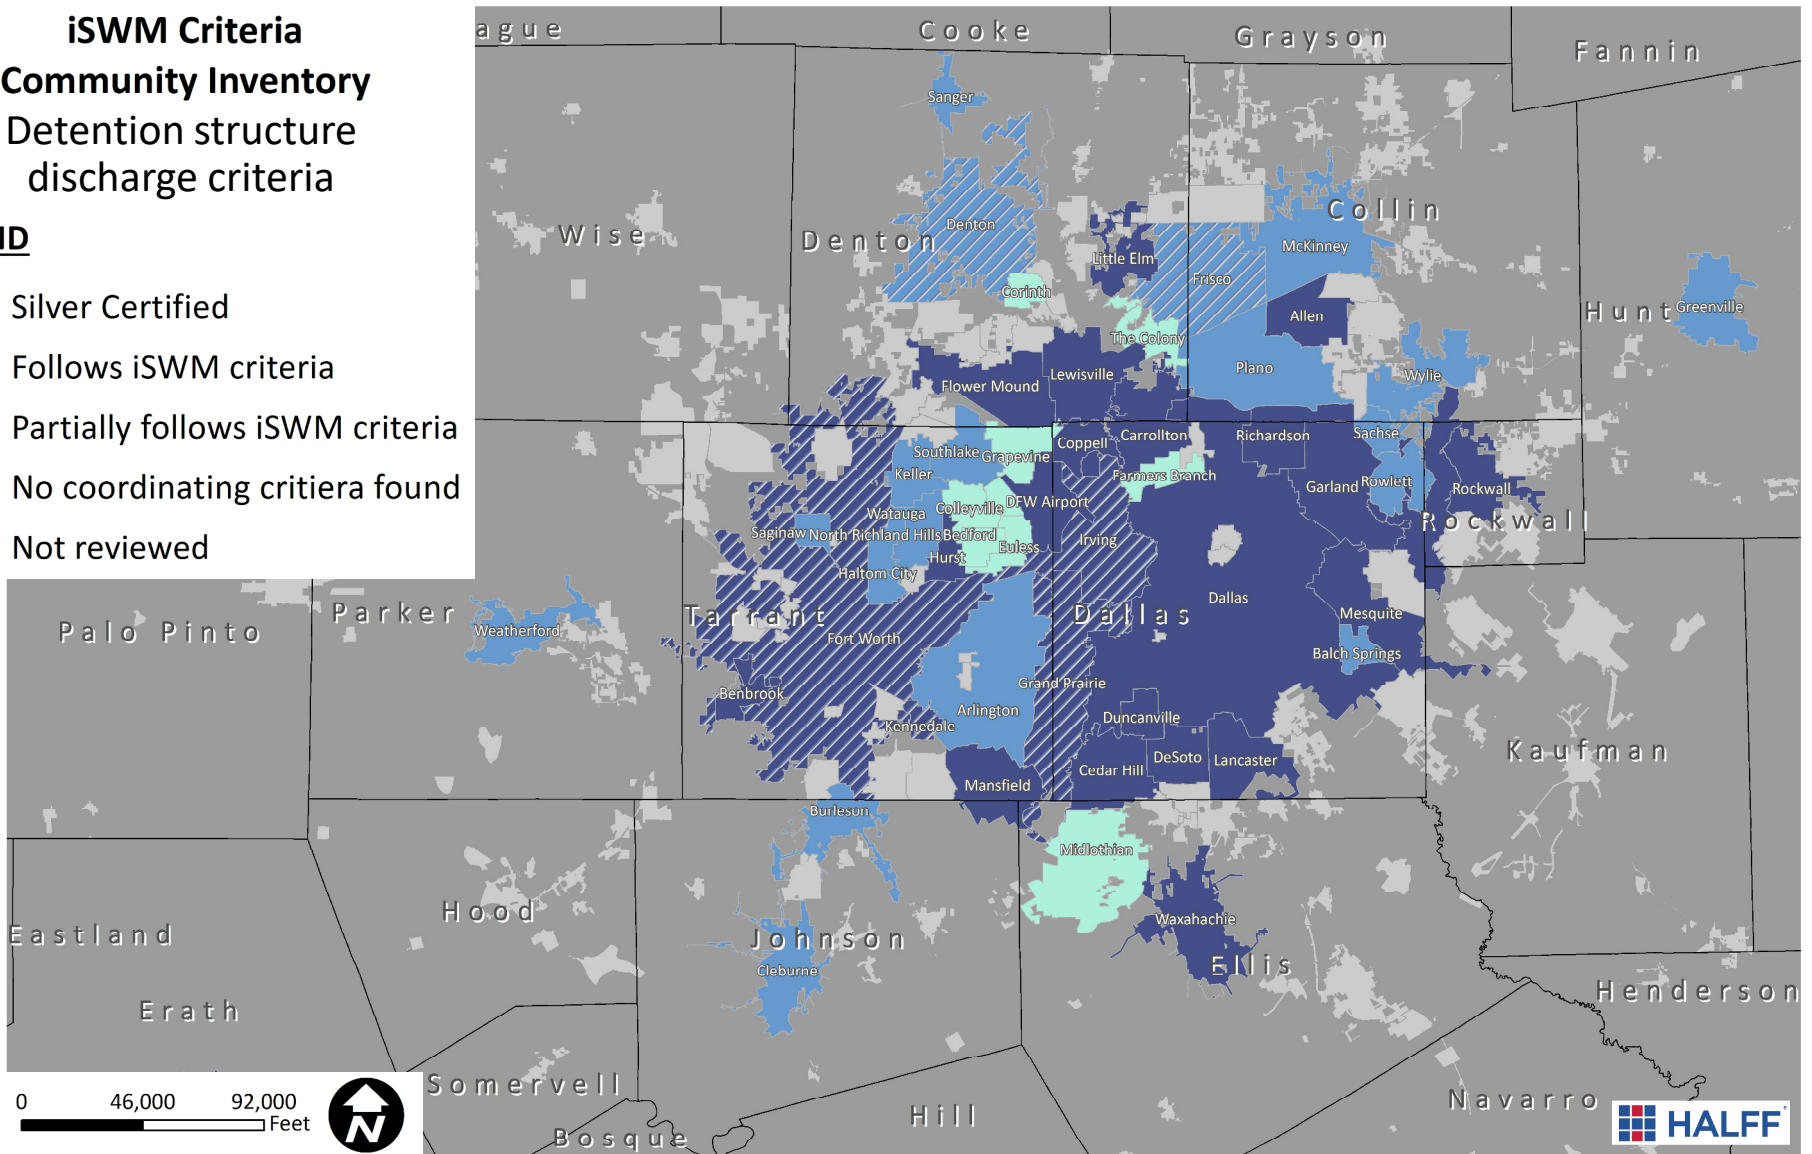 iSWM Criteria
Community Inventory
Detention structure
discharge criteria
ND
Silver Certified
Follows iSWM criteria
Partially follows iSWM criteria
No coordinating critiera found
Not reviewed
ague
Cooke
Grayson
Fannin
Sanger
Wise
Denton
Denton
Collin
Little Elm
McKinney
Frisco
Corinth
Hunt
Greenville
Allen
The Colony
Plano
Wylie
Flower Mound
Lewisville
Southlake
Grapevine
Coppell
Carrollton
Richardson
Sachse
Keller
Farmers Branch
Garland
Rowlett
Rockwall
Rockwall
Watauga
Colleyville
DFW Airport
Saginaw
North Richland Hills
Bedford
Euless
Irving
Hurst
Haltom City
Palo Pinto
Parker
Weatherford
Tarrant
Fort Worth
Dallas
Dallas
Mesquite
Balch Springs
Benbrook
Grand Prairie
Arlington
Kennedale
Duncanville
DeSoto
Lancaster
Cedar Hill
Mansfield
Kaufman
Burleson
Midlothian
Waxahachie
Hood
Johnson
Cleburne
Ellis
Eastland
Erath
Henderson
Somervell
Hill
Navarro
Bosque
0 46,000 92,000
Feet
N
HALFF